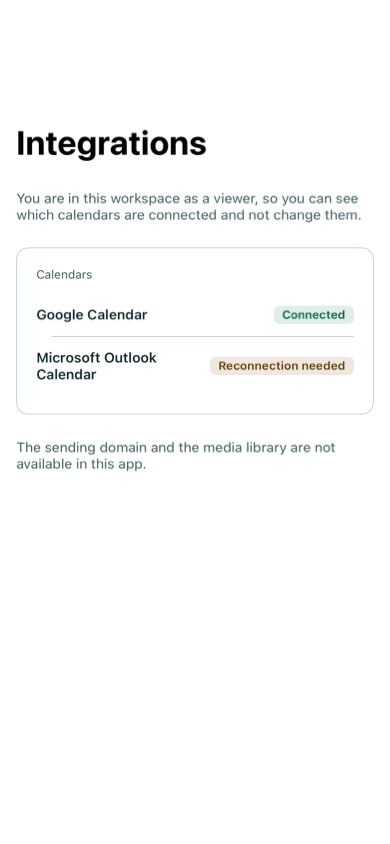 Integrations
You are in this workspace as a viewer, so you can see
which calendars are connected and not change them.
Calendars
Google Calendar
Connected
Microsoft Outlook
Calendar
Reconnection needed
The sending domain and the media library are not
available in this app.